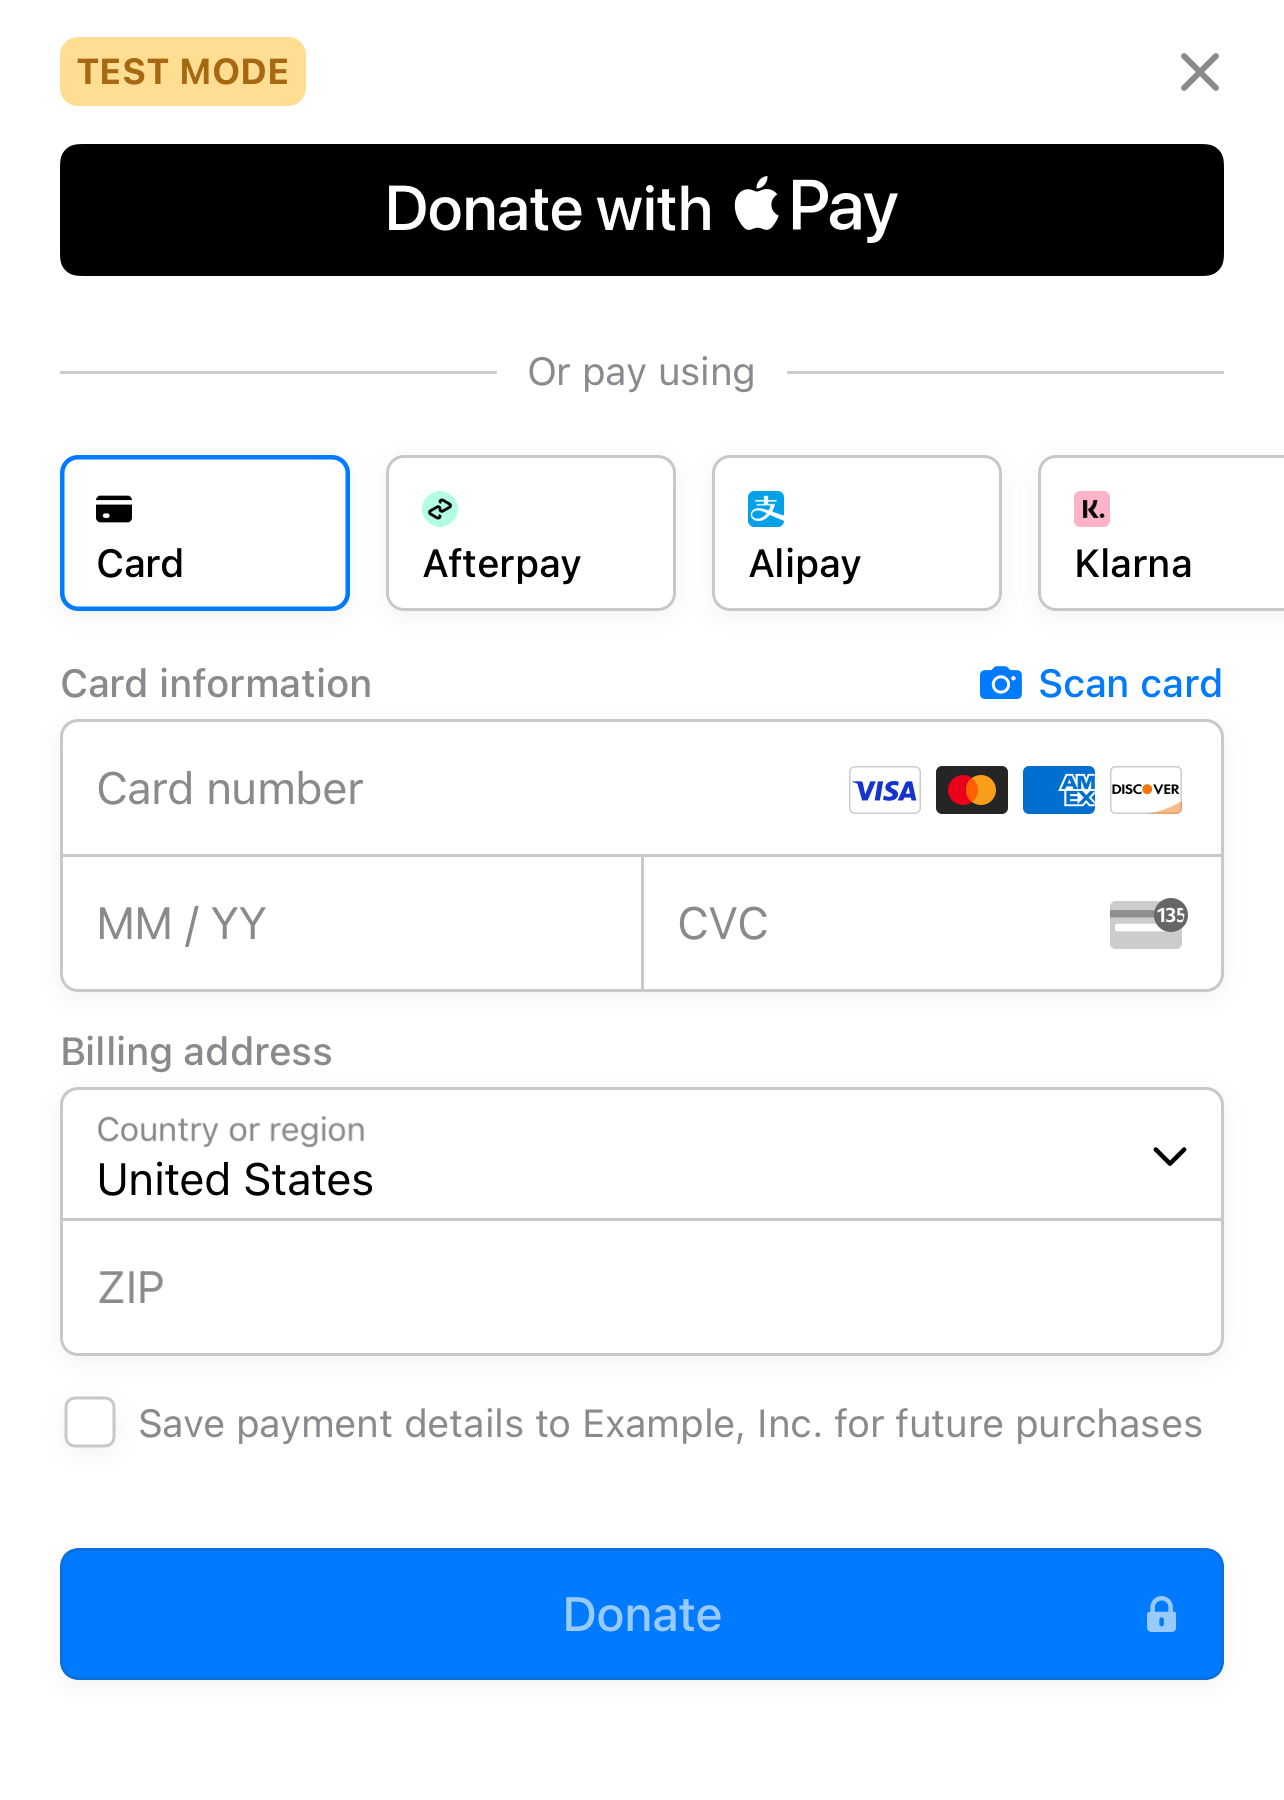 TEST MODE
Donate with Pay
Or pay using
Card
Afterpay
支 Alipay
K. Klarna
Card information
Scan card
Card number
VISA
AMEX
DISCOVER
MM / YY
CVC
135
Billing address
Country or region
United States
ZIP
Save payment details to Example, Inc. for future purchases
Donate